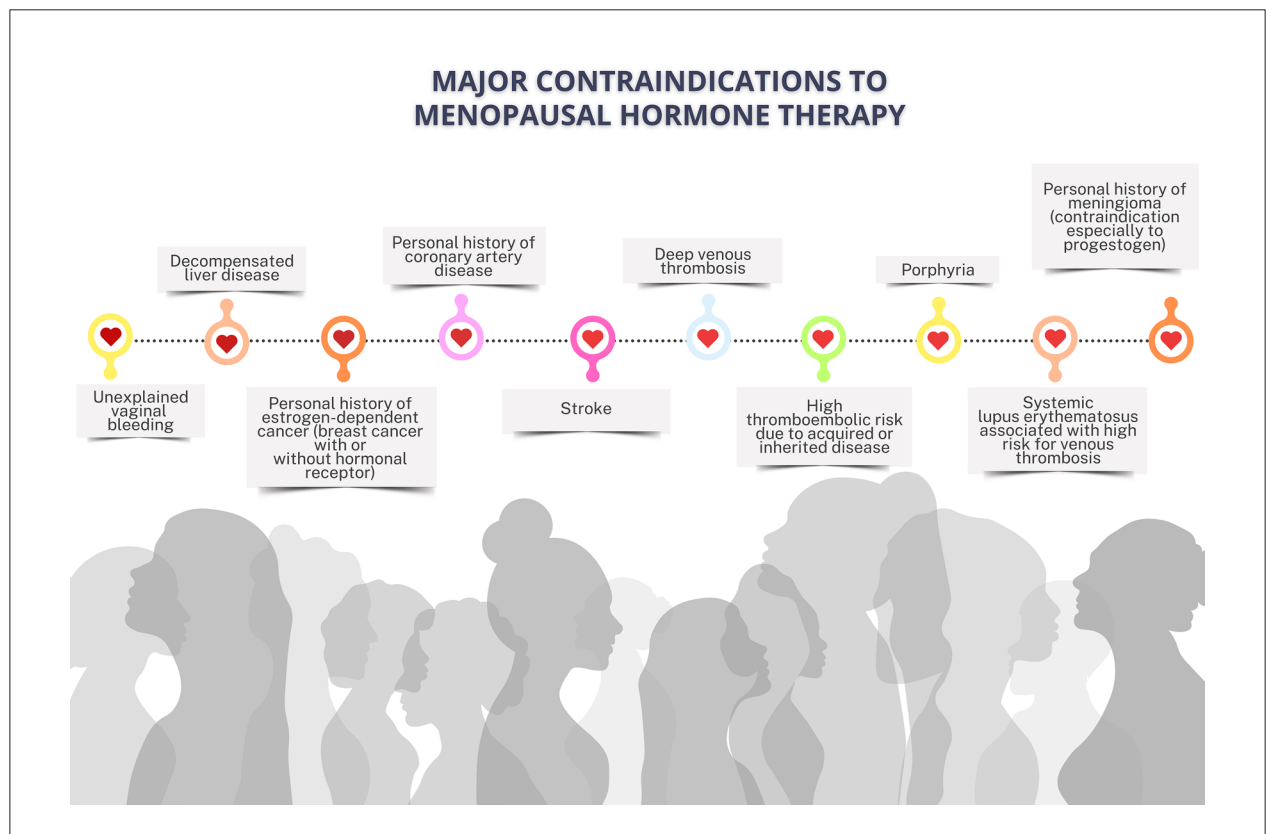 MAJOR CONTRAINDICATIONS TO
MENOPAUSAL HORMONE THERAPY
Unexplained
vaginal
bleeding
Decompensated
liver disease
Personal history of
estrogen-dependent
cancer (breast cancer
with or
without hormonal
receptor)
Personal history of
coronary artery
disease
Stroke
Deep venous
thrombosis
High
thromboembolic risk
due to acquired or
inherited disease
Porphyria
Systemic
lupus erythematosus
associated with high
risk for venous
thrombosis
Personal history of
meningioma
(contraindication
especially to
progestogen)